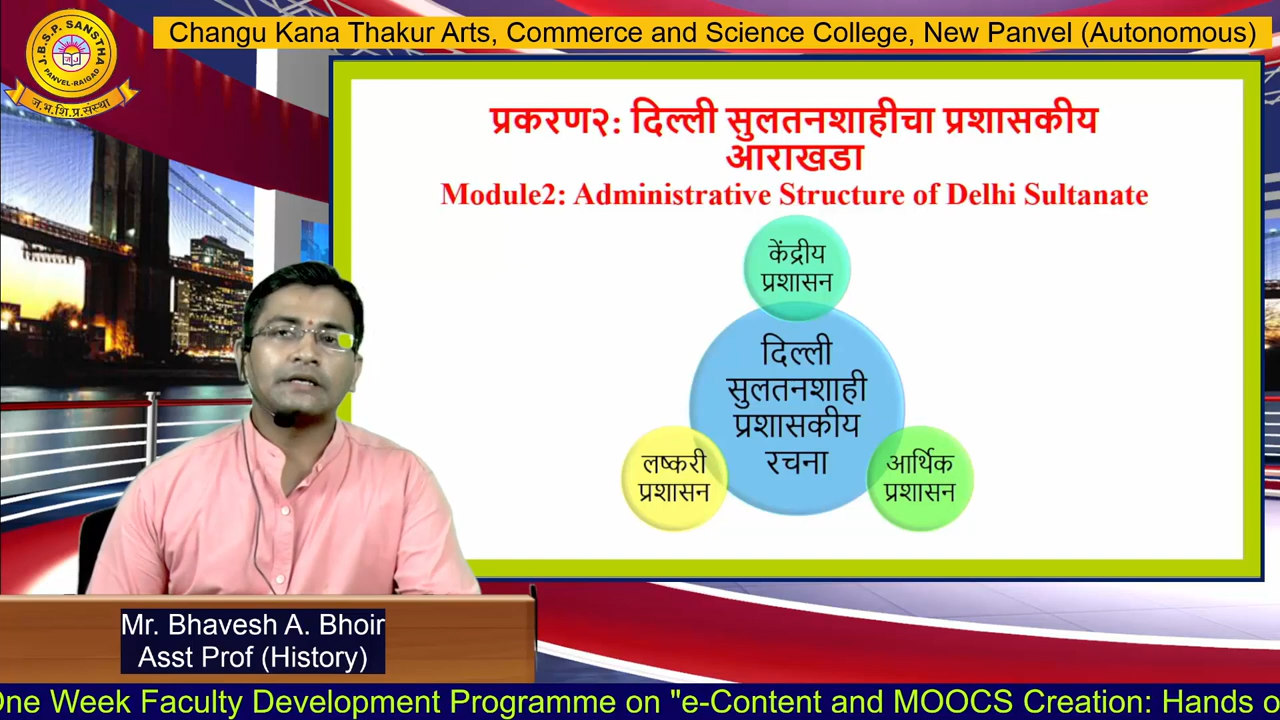 Changu Kana Thakur Arts, Commerce and Science College, New Panvel (Autonomous)
J.B.S.P. SANSTHA
PANVEL-RAIGAD
ज.भ.शि.प्र.संस्था
प्रकरण२: दिल्ली सुलतनशाहीचा प्रशासकीय
आराखडा
Module2: Administrative Structure of Delhi Sultanate
केंद्रीय
प्रशासन
दिल्ली
सुलतनशाही
प्रशासकीय
रचना
लष्करी
प्रशासन
आर्थिक
प्रशासन
Mr. Bhavesh A. Bhoir
Asst Prof (History)
One Week Faculty Development Programme on "e-Content and MOOCS Creation: Hands o